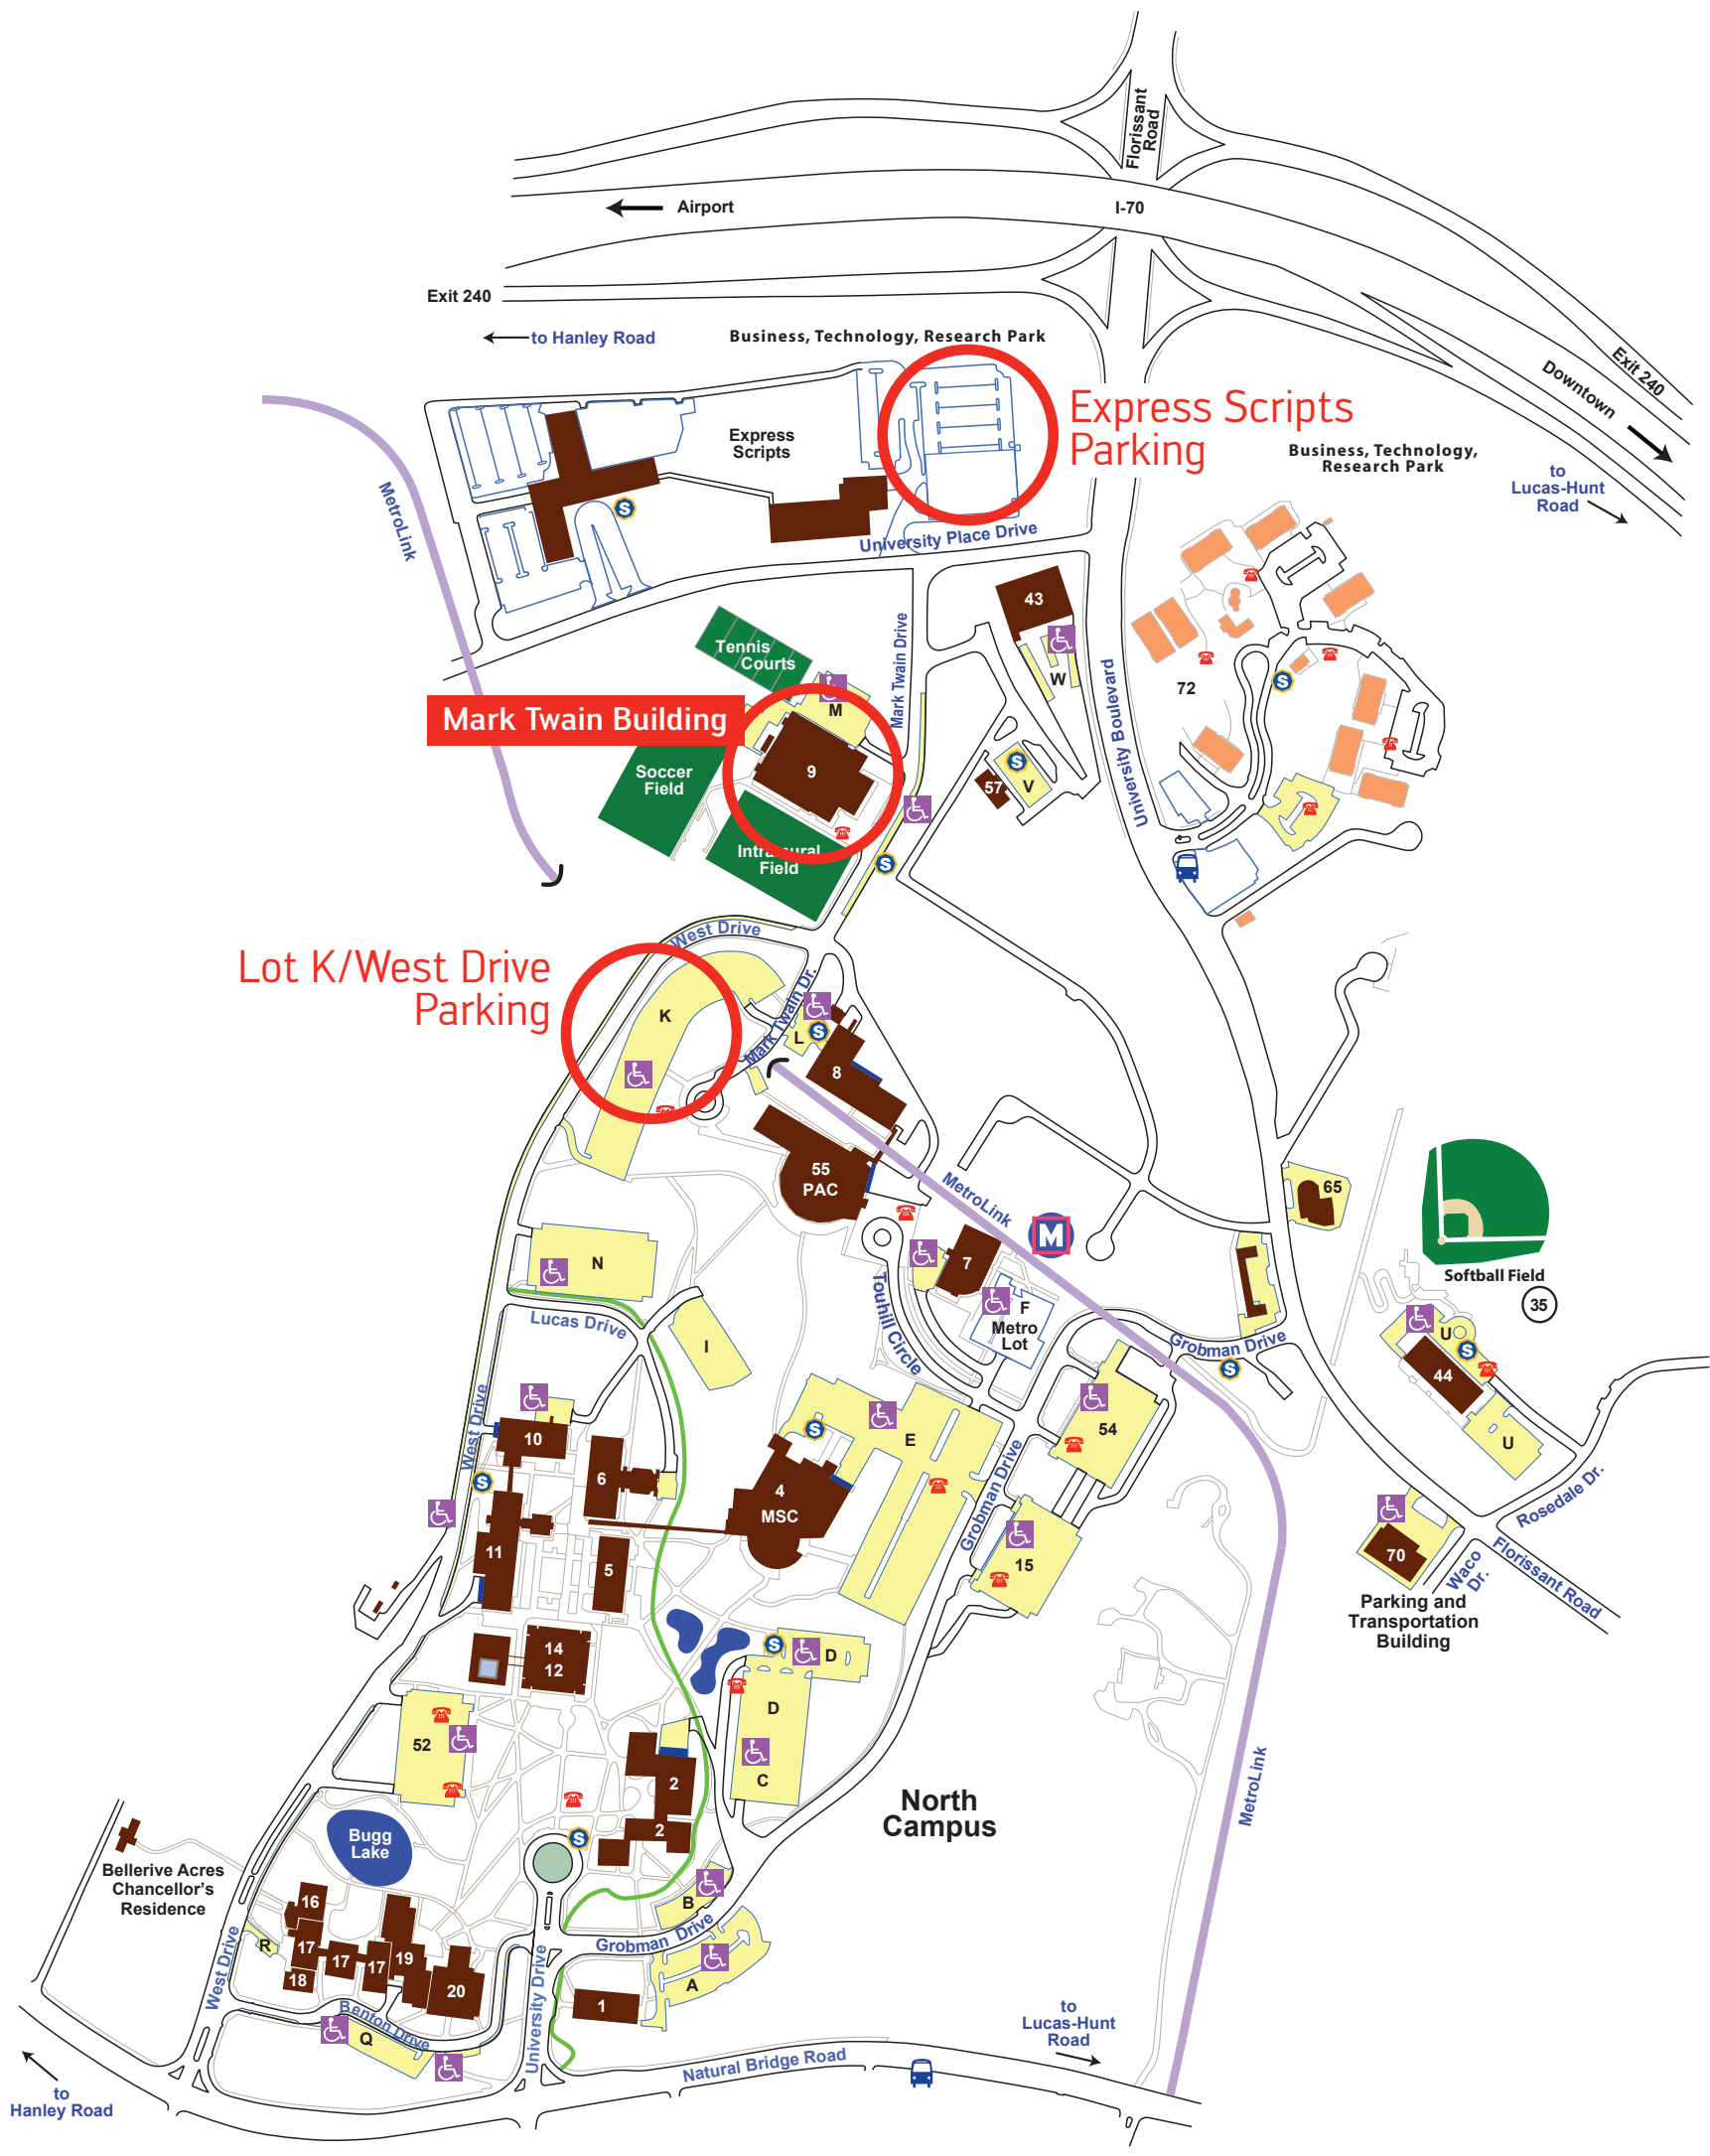 Florissant
Road
Airport
I-70
Exit 240
to Hanley Road
Business, Technology, Research Park
Exit 240
Downtown
Express Scripts
Parking
Express
Scripts
Business, Technology,
Research Park
to
Lucas-Hunt
Road
MetroLink
S
University Place Drive
43
Tennis
Courts
Mark Twain Drive
W
University Boulevard
72
S
M
Mark Twain Building
9
Soccer
Field
S
V
57
Intramural
Field
S
West Drive
Lot K/West Drive
Parking
K
Mark Twain Dr.
L
S
8
55
PAC
MetroLink
M
65
7
N
Touhill Circle
F
Metro
Lot
Softball Field
35
Lucas Drive
I
Grobman Drive
S
U
S
44
West Drive
10
S
E
54
U
6
S
4
MSC
Grobman Drive
11
5
15
70
Rosedale Dr.
Waco
Dr.
Florissant Road
Parking and
Transportation
Building
14
12
S
D
D
52
C
2
2
S
North
Campus
MetroLink
Bugg
Lake
Bellerive Acres
Chancellor's
Residence
16
R
17
17
17
18
19
20
B
Grobman Drive
A
1
West Drive
Benton Drive
Q
University Drive
Natural Bridge Road
to
Lucas-Hunt
Road
to
Hanley Road